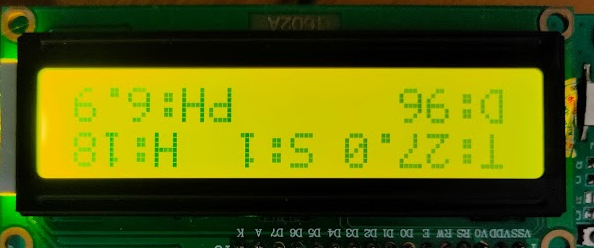 VSS VDD V0 RS RW E D0 D1 D2 D3 D4 D5 D6 D7 A K
T:27.0 S:1 H:18
D:96 PH:6.9
1602A